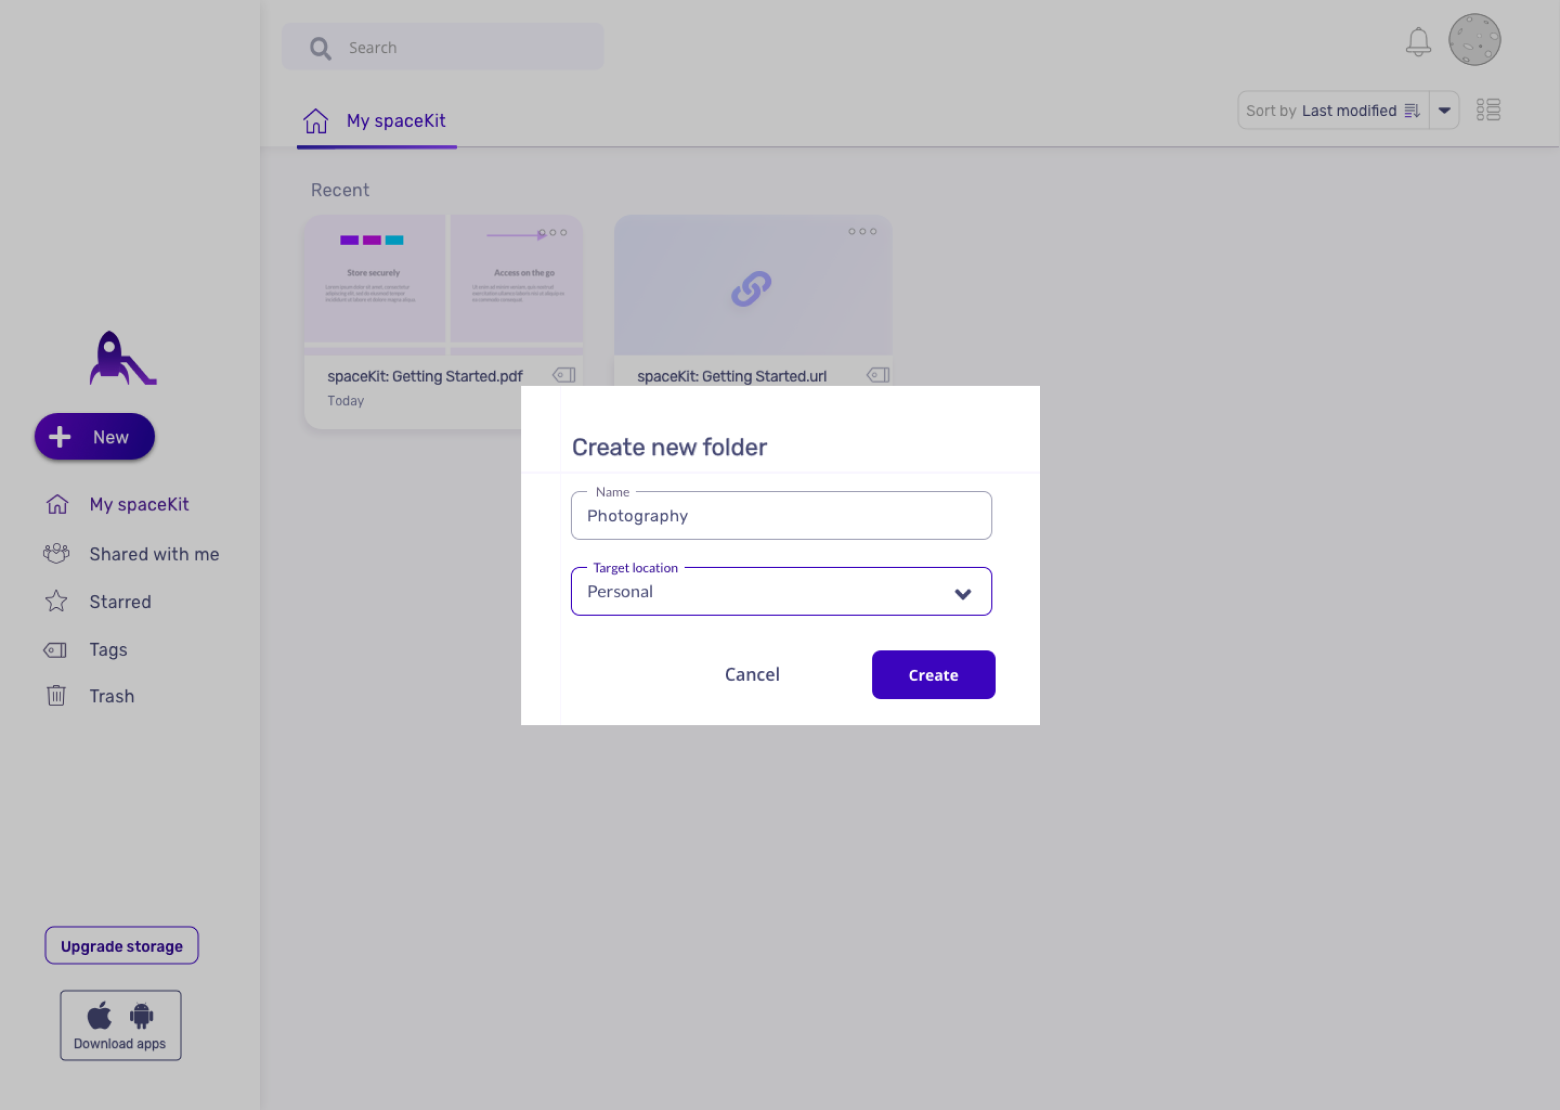 Search
My spaceKit
Sort by Last modified
Recent
Store securely
Access on the go
spaceKit: Getting Started.pdf
Today
spaceKit: Getting Started.url
New
My spaceKit
Shared with me
Starred
Tags
Trash
Upgrade storage
Download apps
Create new folder
Name
Photography
Target location
Personal
Cancel
Create